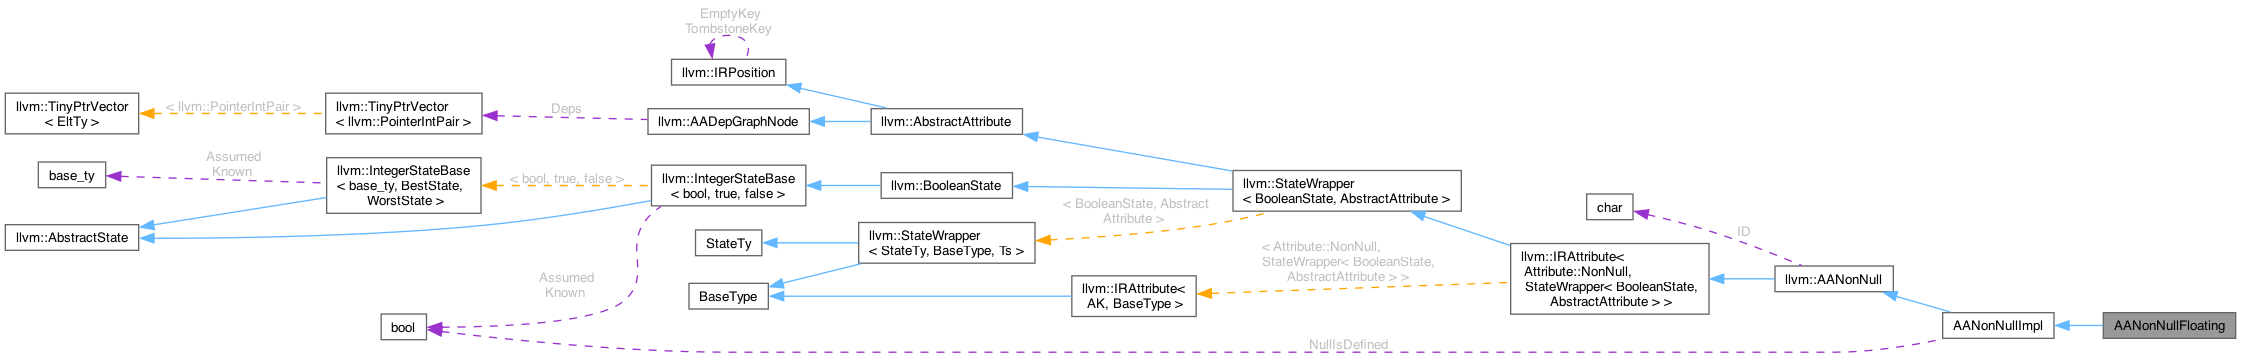 EmptyKey
TombstoneKey
llvm::IRPosition
llvm::TinyPtrVector
< EltTy >
< llvm::PointerIntPair >
llvm::TinyPtrVector
< llvm::PointerIntPair >
Deps
llvm::AADepGraphNode
llvm::AbstractAttribute
base_ty
Assumed
Known
llvm::IntegerStateBase
< base_ty, BestState,
WorstState >
< bool, true, false >
llvm::IntegerStateBase
< bool, true, false >
llvm::BooleanState
llvm::StateWrapper
< BooleanState, AbstractAttribute >
< BooleanState, Abstract
Attribute >
char
ID
llvm::AbstractState
StateTy
llvm::StateWrapper
< StateTy, BaseType, Ts >
< Attribute::NonNull,
StateWrapper< BooleanState,
AbstractAttribute > >
llvm::IRAttribute<
Attribute::NonNull,
StateWrapper< BooleanState,
AbstractAttribute > >
llvm::AANonNull
Assumed
Known
BaseType
llvm::IRAttribute<
AK, BaseType >
bool
NullIsDefined
AANonNullImpl
AANonNullFloating